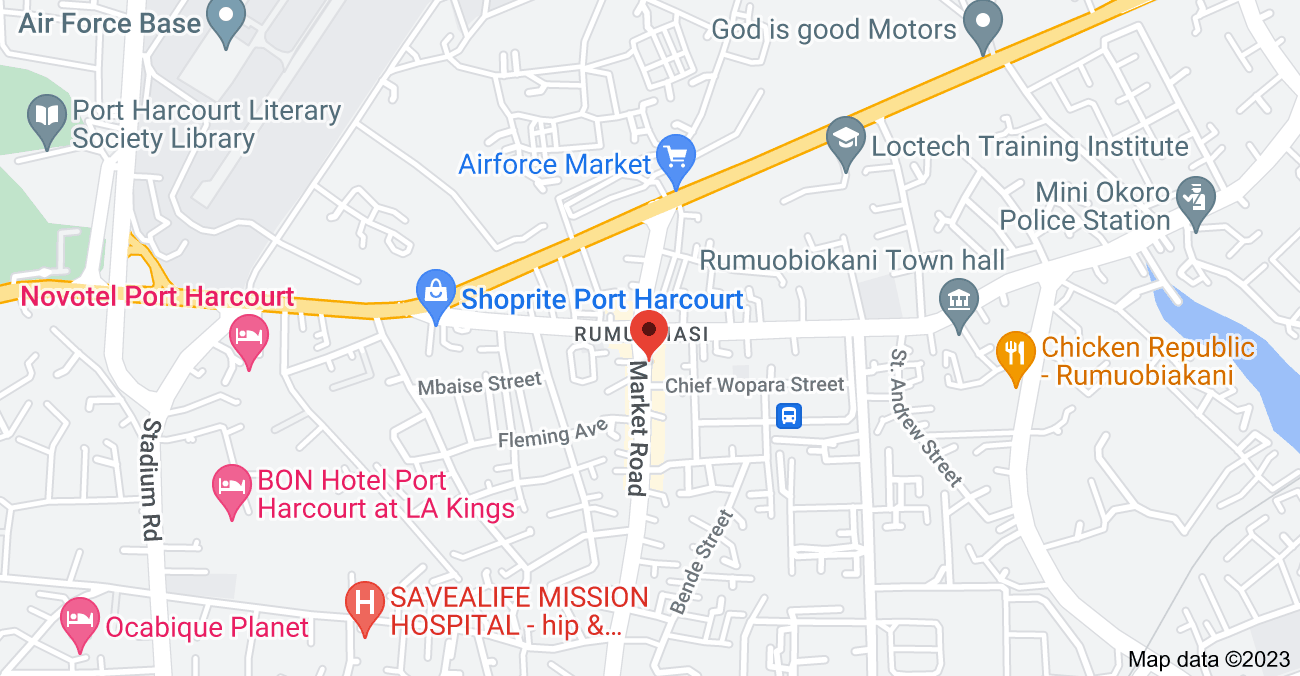 Air Force Base
God is good Motors
Port Harcourt Literary
Society Library
Airforce Market
Loctech Training Institute
Mini Okoro
Police Station
Rumuobiokani Town hall
Novotel Port Harcourt
Shoprite Port Harcourt
RUMU IASI
Chicken Republic
- Rumuobiakani
Mbaise Street
Market Road
Chief Wopara Street
St. Andrew Street
Fleming Ave
Stadium Rd
BON Hotel Port
Harcourt at LA Kings
Bende Street
H
SAVEALIFE MISSION
HOSPITAL - hip &...
Ocabique Planet
Map data ©2023